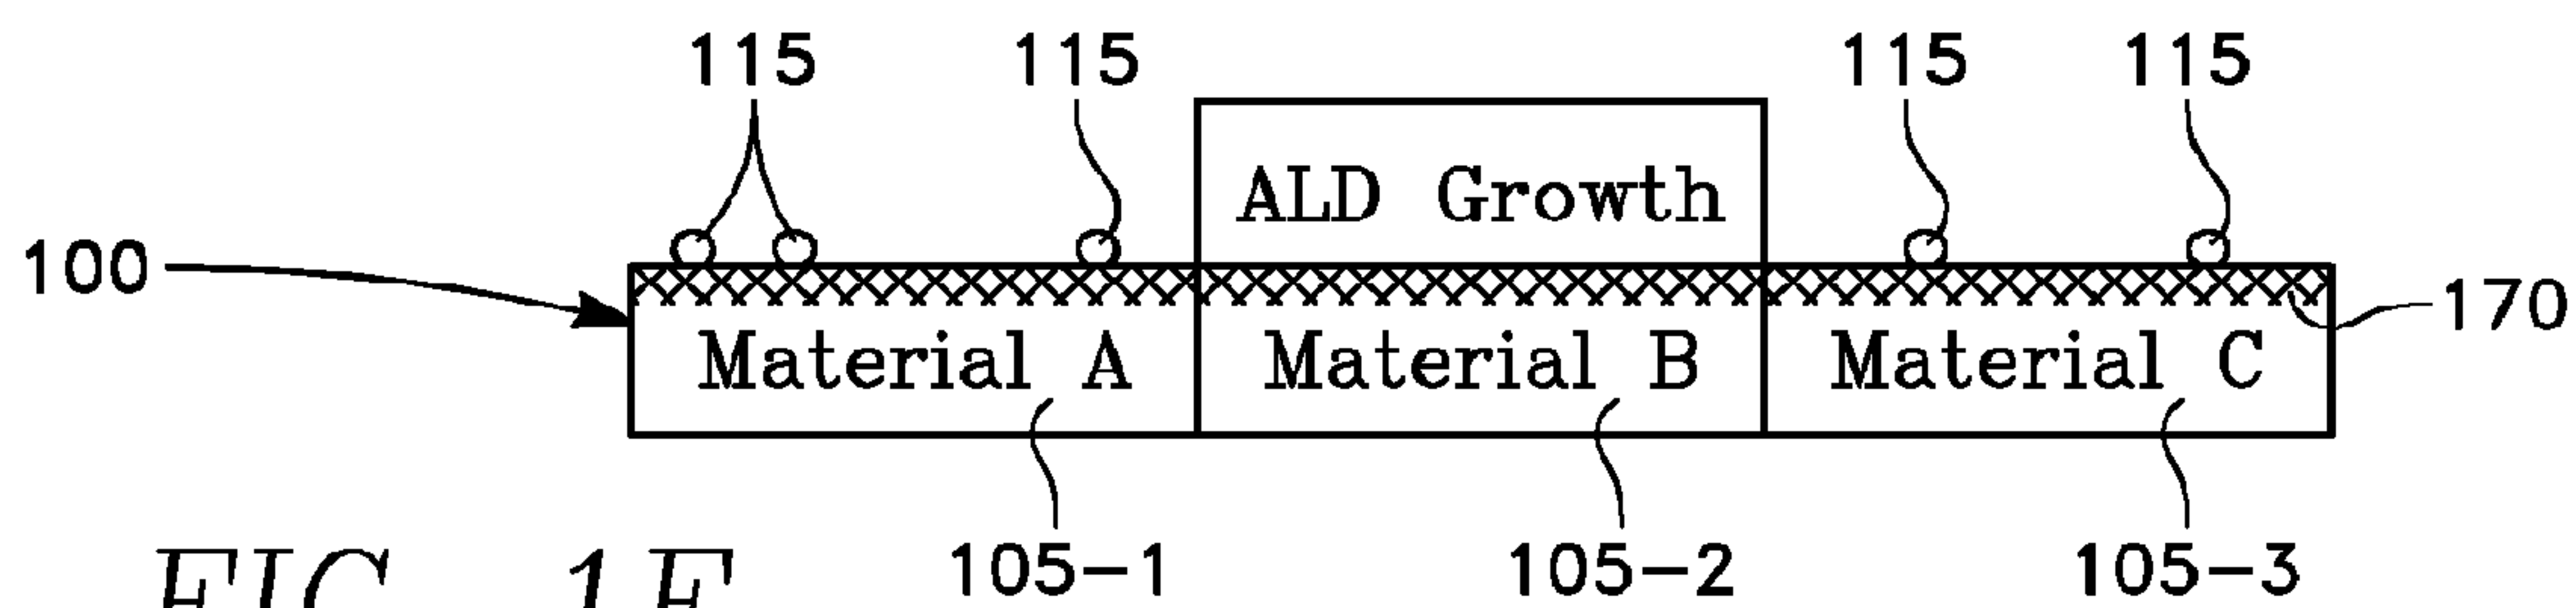 115 115 115 115
ALD Growth
100
170
Material A Material B Material C
105-1 105-2 105-3